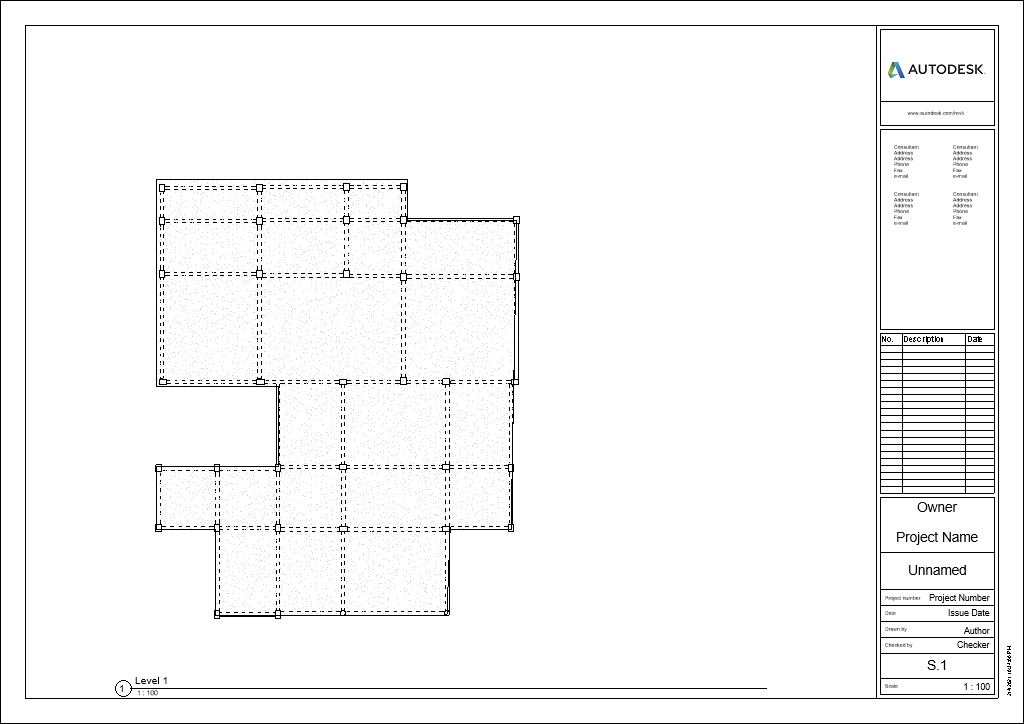 AUTODESK.
www.autodesk.com/revit
Consultant
Address
Address
Phone
Fax
e-mail
Consultant
Address
Address
Phone
Fax
e-mail
Consultant
Address
Address
Phone
Fax
e-mail
Consultant
Address
Address
Phone
Fax
e-mail
No. Description Date
Owner
Project Name
Unnamed
Project number Project Number
Date Issue Date
Drawn by Author
Checked by Checker
S.1
Scale 1 : 100
1 Level 1
1 : 100